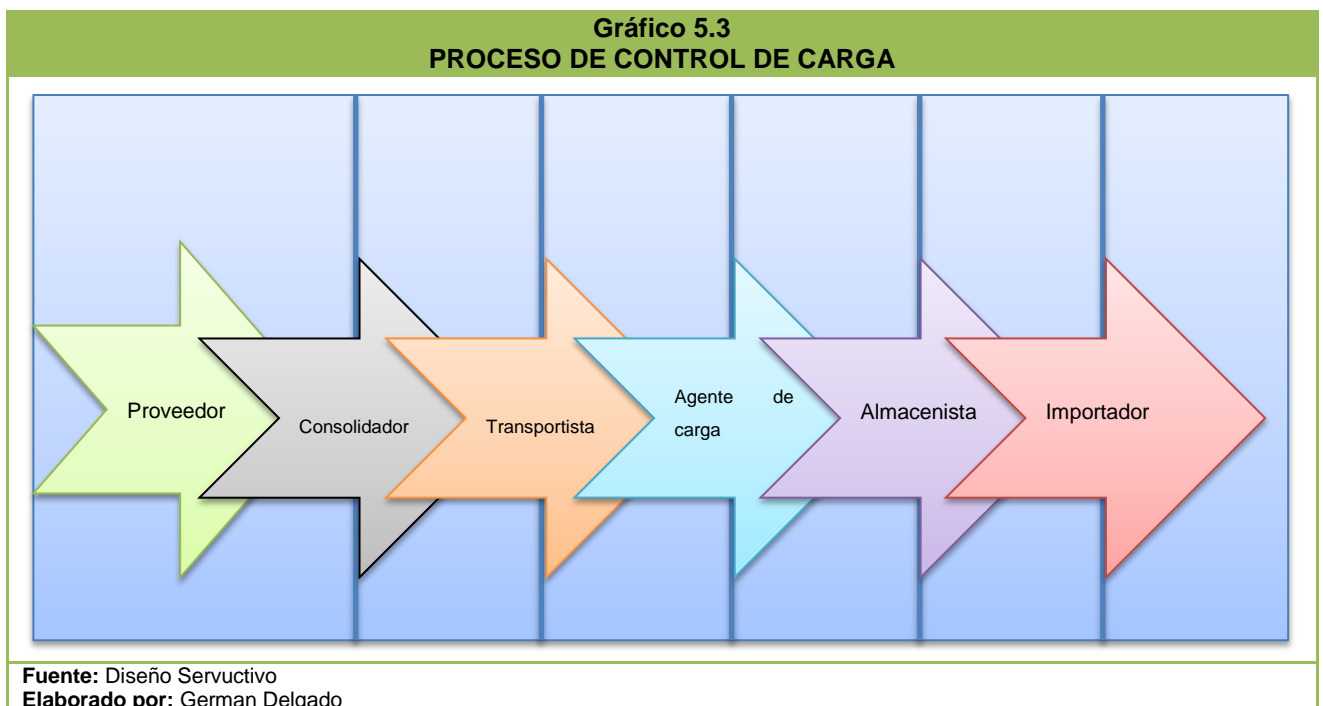 Gráfico 5.3
PROCESO DE CONTROL DE CARGA
Proveedor
Consolidador
Transportista
Agente de
carga
Almacenista
Importador
Fuente: Diseño Servuctivo
Elaborado por: German Delgado